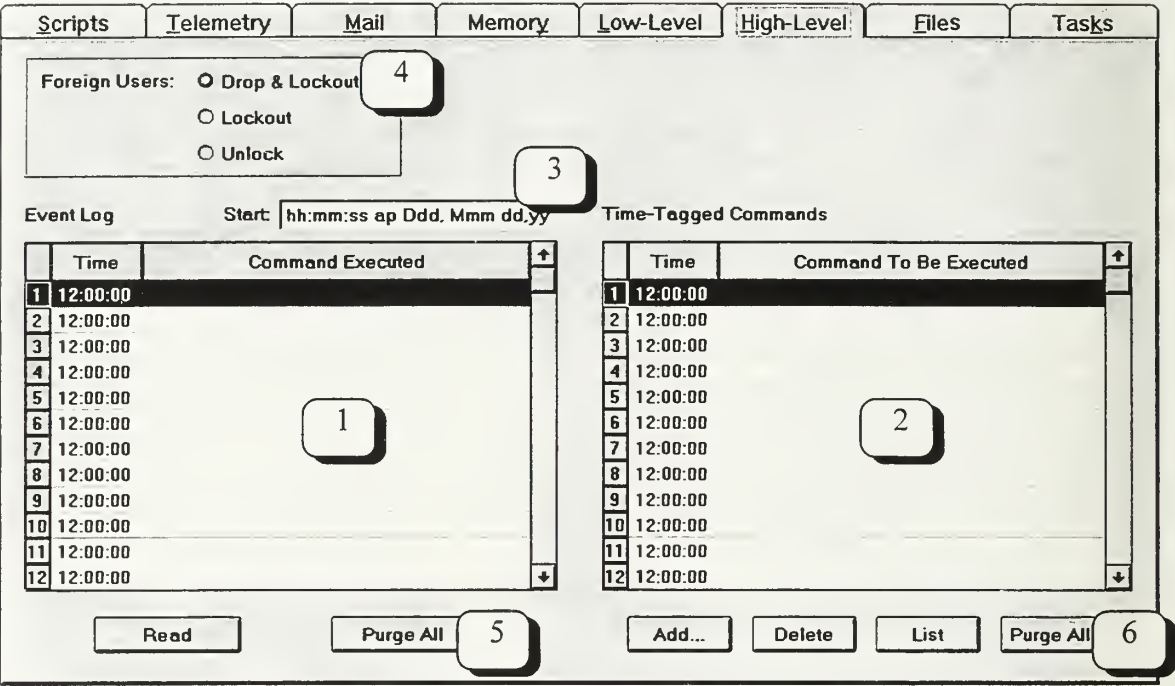 Scripts Telemetry Mail Memory Low-Level High-Level Files Tasks
Foreign Users: Drop & Lockout 4
Lockout
Unlock
3
Event Log Start: hh:mm:ss ap Ddd, Mmm dd,yy Time-Tagged Commands
Time Command Executed Time Command To Be Executed
1 12:00:00 1 12:00:00
2 12:00:00 2 12:00:00
3 12:00:00 3 12:00:00
4 12:00:00 4 12:00:00
5 12:00:00 5 12:00:00
6 12:00:00 1 6 12:00:00 2
7 12:00:00 7 12:00:00
8 12:00:00 8 12:00:00
9 12:00:00 9 12:00:00
10 12:00:00 10 12:00:00
11 12:00:00 11 12:00:00
12 12:00:00 12 12:00:00
Read Purge All 5 Add... Delete List Purge All 6